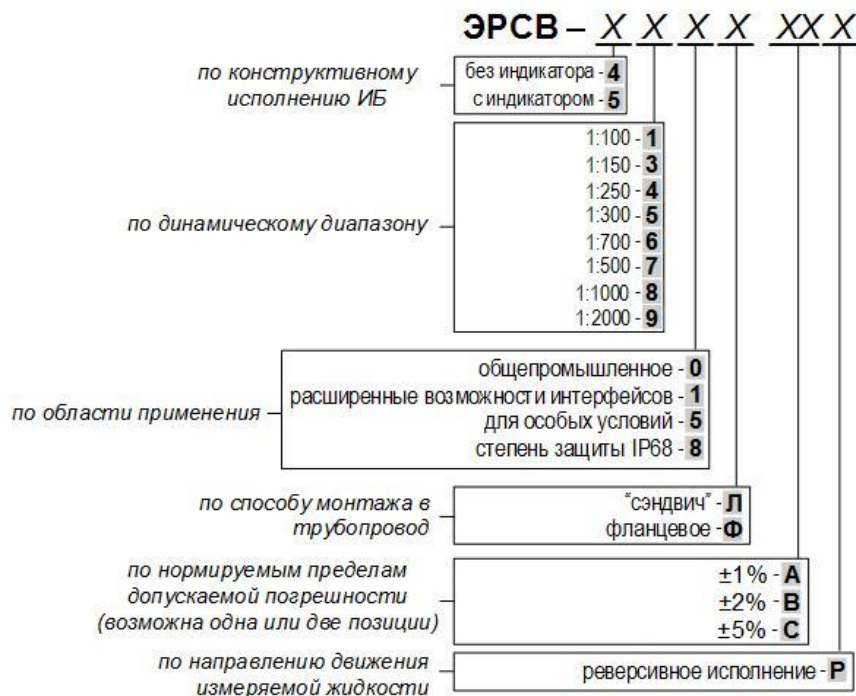 ЭРСВ – Х Х Х Х ХХ Х
по конструктивному
исполнению ИБ
без индикатора - 4
с индикатором - 5
по динамическому диапазону
1:100 - 1
1:150 - 3
1:250 - 4
1:300 - 5
1:700 - 6
1:500 - 7
1:1000 - 8
1:2000 - 9
по области применения
общепромышленное - 0
расширенные возможности интерфейсов - 1
для особых условий - 5
степень защиты IP68 - 8
по способу монтажа в
трубопровод
“сэндвич” - Л
фланцевое - Ф
по нормируемым пределам
допускаемой погрешности
(возможна одна или две позиции)
±1% - А
±2% - В
±5% - С
по направлению движения
измеряемой жидкости
реверсивное исполнение - Р